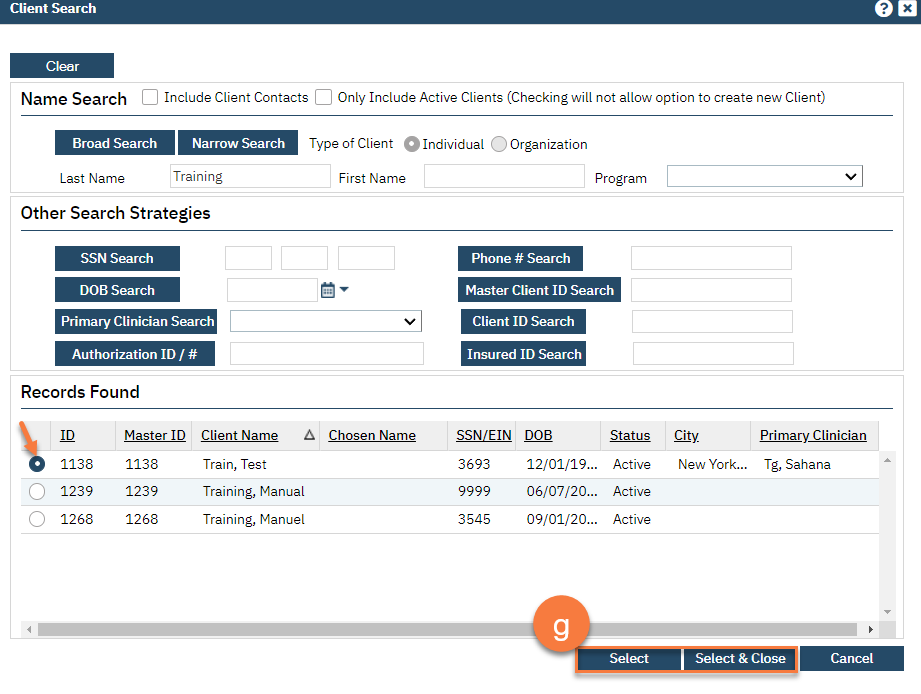 Client Search
Clear
Name Search Include Client Contacts Only Include Active Clients (Checking will not allow option to create new Client)
Broad Search Narrow Search Type of Client Individual Organization
Last Name Training First Name Program
Other Search Strategies
SSN Search Phone # Search
DOB Search Master Client ID Search
Primary Clinician Search Client ID Search
Authorization ID / # Insured ID Search
Records Found
ID Master ID Client Name Chosen Name SSN/EIN DOB Status City Primary Clinician
1138 1138 Train, Test 3693 12/01/19... Active New York... Tg, Sahana
1239 1239 Training, Manual 9999 06/07/20... Active
1268 1268 Training, Manuel 3545 09/01/20... Active
g
Select Select & Close Cancel